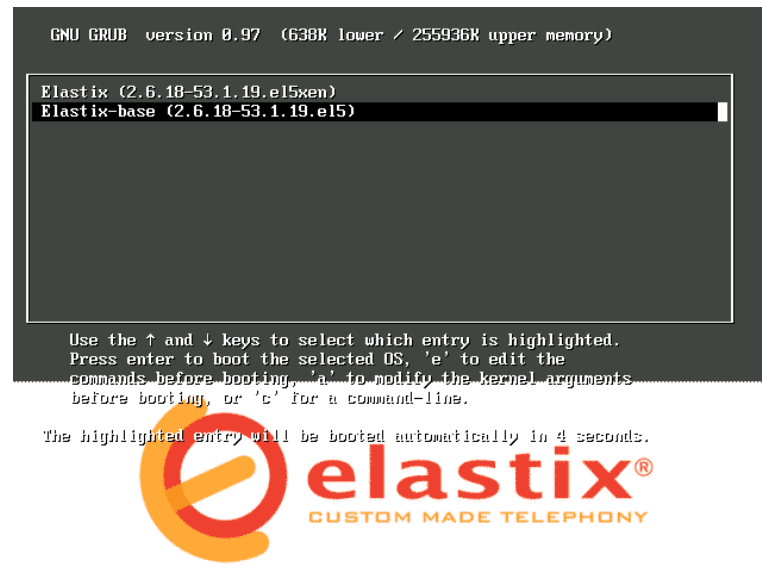 GNU GRUB version 0.97 (638K lower / 255936K upper memory)
Elastix (2.6.18-53.1.19.el5xen)
Elastix-base (2.6.18-53.1.19.el5)
Use the ↑ and ↓ keys to select which entry is highlighted.
Press enter to boot the selected OS, 'e' to edit the
commands before booting, 'a' to modify the kernel arguments
before booting, or 'c' for a command-line.
The highlighted entry will be booted automatically in 4 seconds.
elastix®
CUSTOM MADE TELEPHONY